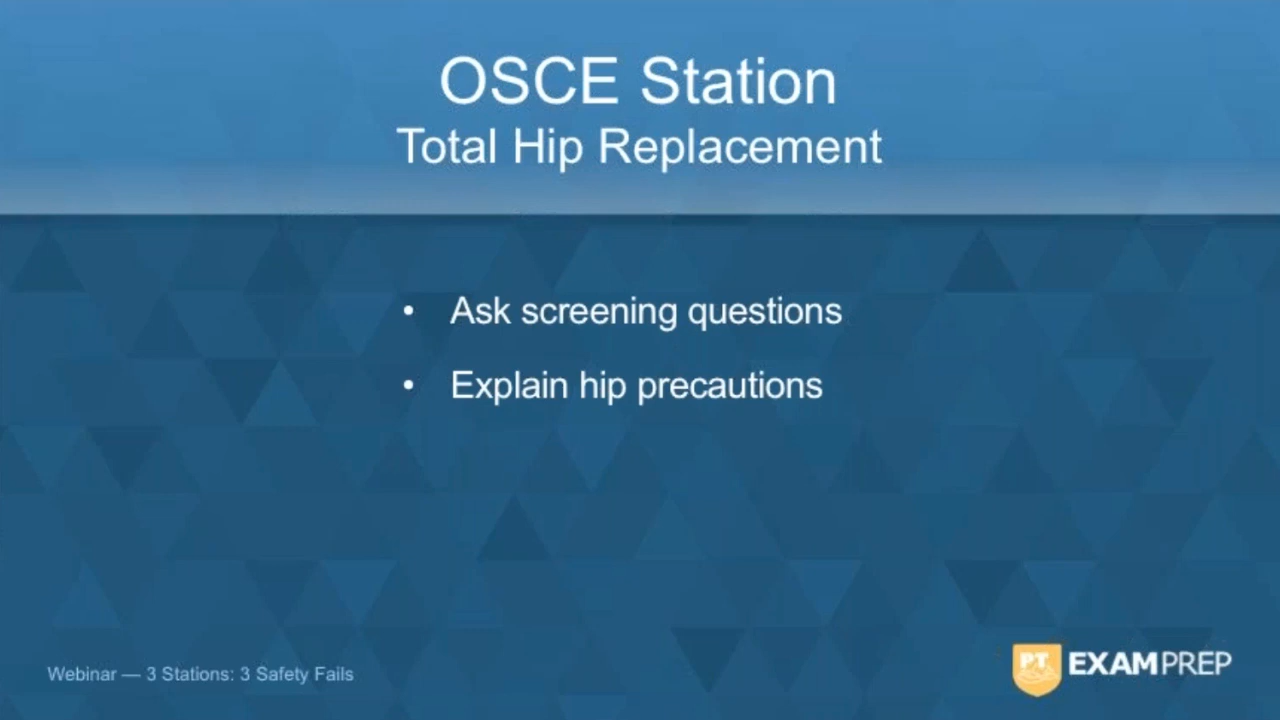 OSCE Station
Total Hip Replacement
• Ask screening questions
• Explain hip precautions
Webinar — 3 Stations: 3 Safety Fails
PT EXAMPREP